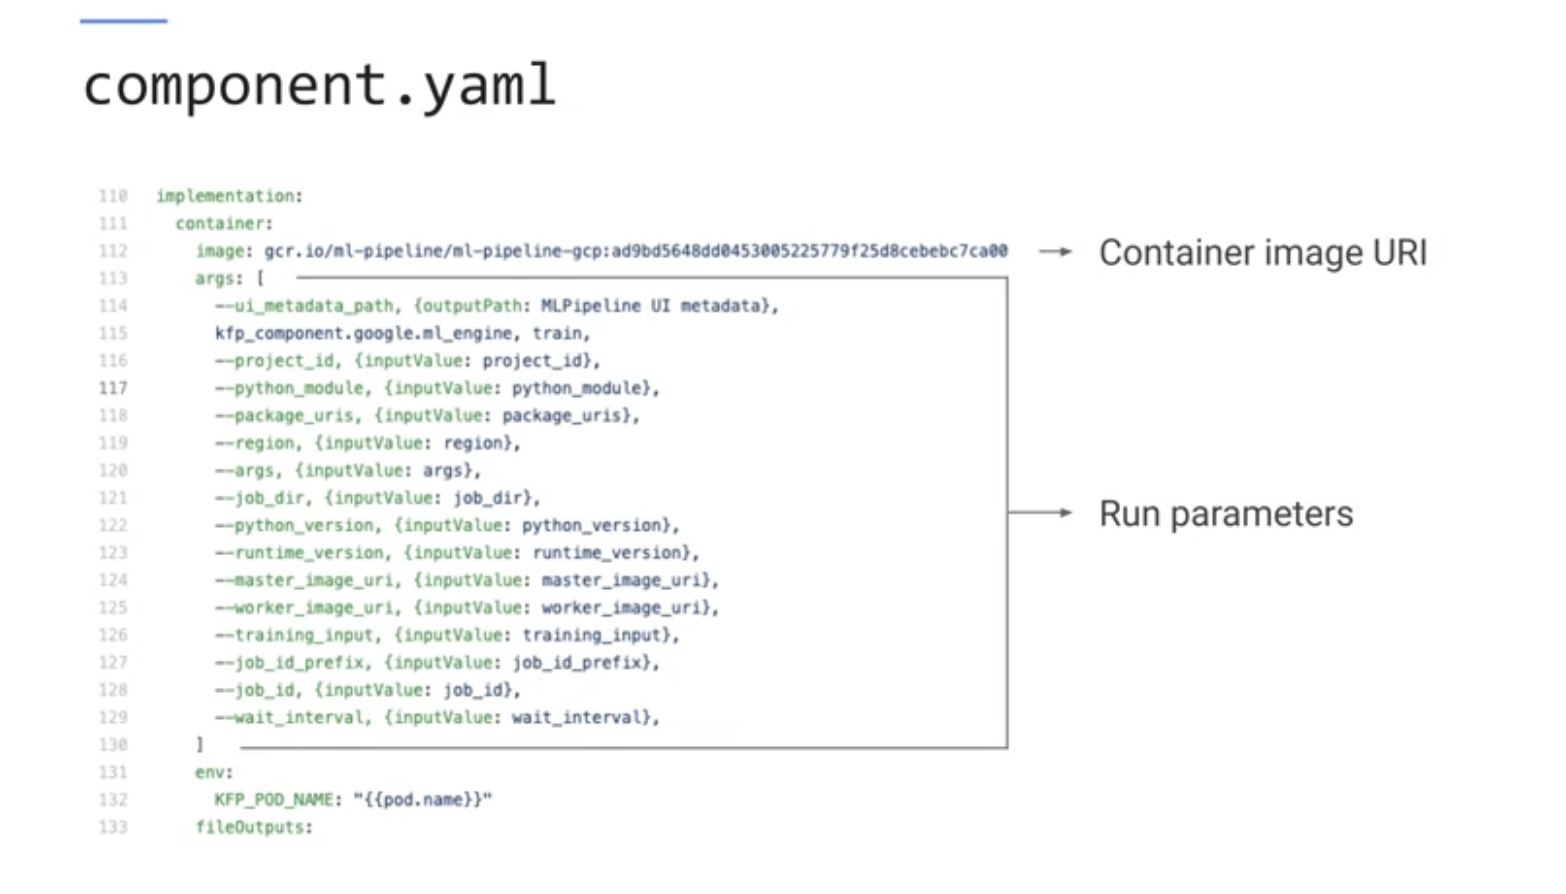 component.yaml
110 implementation:
111 container:
112 image: gcr.io/ml-pipeline/ml-pipeline-gcp:ad9bd5648dd0453005225779f25d8cebebc7ca00
Container image URI
113 args: [
114 --ui_metadata_path, {outputPath: MLPipeline UI metadata},
115 kfp_component.google.ml_engine, train,
116 --project_id, {inputValue: project_id},
117 --python_module, {inputValue: python_module},
118 --package_uris, {inputValue: package_uris},
119 --region, {inputValue: region},
120 --args, {inputValue: args},
121 --job_dir, {inputValue: job_dir},
Run parameters
122 --python_version, {inputValue: python_version},
123 --runtime_version, {inputValue: runtime_version},
124 --master_image_uri, {inputValue: master_image_uri},
125 --worker_image_uri, {inputValue: worker_image_uri},
126 --training_input, {inputValue: training_input},
127 --job_id_prefix, {inputValue: job_id_prefix},
128 --job_id, {inputValue: job_id},
129 --wait_interval, {inputValue: wait_interval},
130 ]
131 env:
132 KFP_POD_NAME: "{{pod.name}}"
133 fileOutputs: